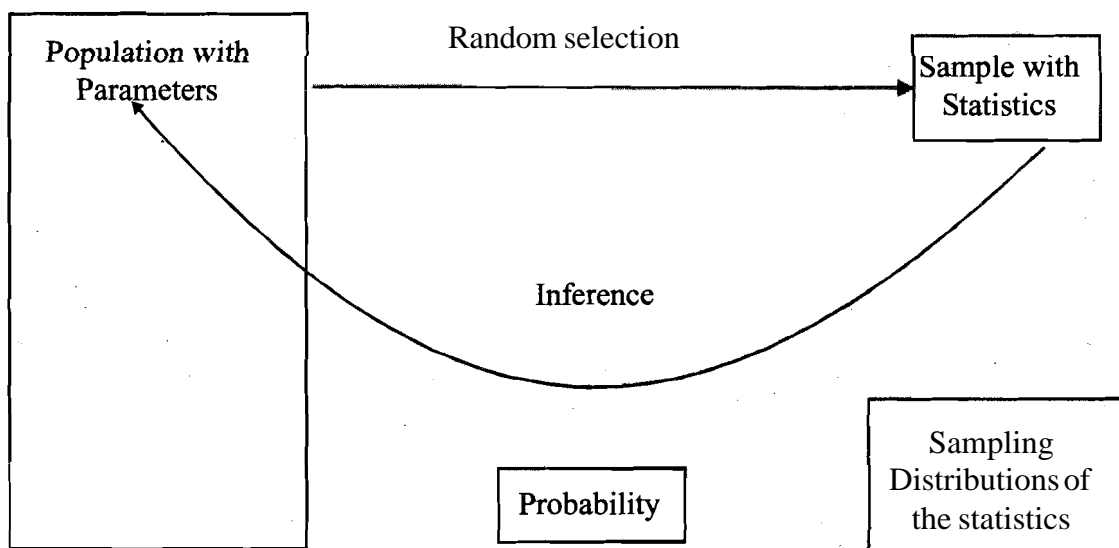 Population with
Parameters
Random selection
Sample with
Statistics
Inference
Probability
Sampling
Distributions of
the statistics